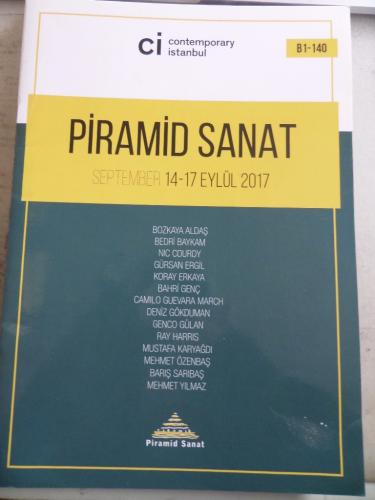 ci contemporary istanbul
B1-140
PİRAMİD SANAT
SEPTEMBER 14-17 EYLÜL 2017
BOZKAYA ALDAŞ
BEDRİ BAYKAM
NIC COURDY
GÜRSAN ERGİL
KORAY ERKAYA
BAHRİ GENÇ
CAMILO GUEVARA MARCH
DENİZ GÖKDUMAN
GENCO GÜLAN
RAY HARRIS
MUSTAFA KARYAĞDI
MEHMET ÖZENBAŞ
BARIŞ SARIBAŞ
MEHMET YILMAZ
Piramid Sanat